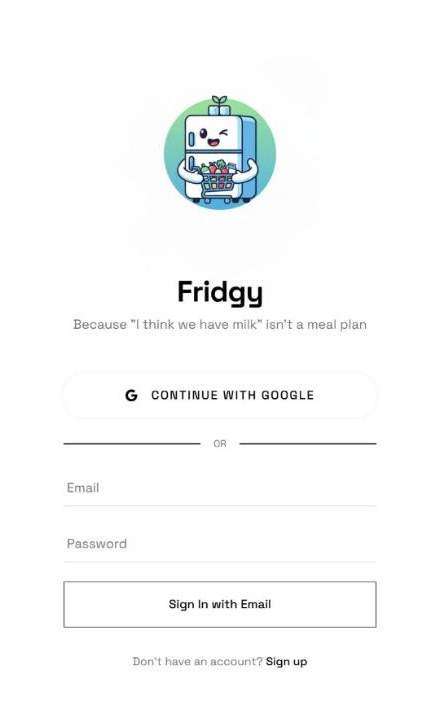 Fridgy
Because "I think we have milk" isn't a meal plan
G CONTINUE WITH GOOGLE
OR
Email
Password
Sign In with Email
Don't have an account? Sign up